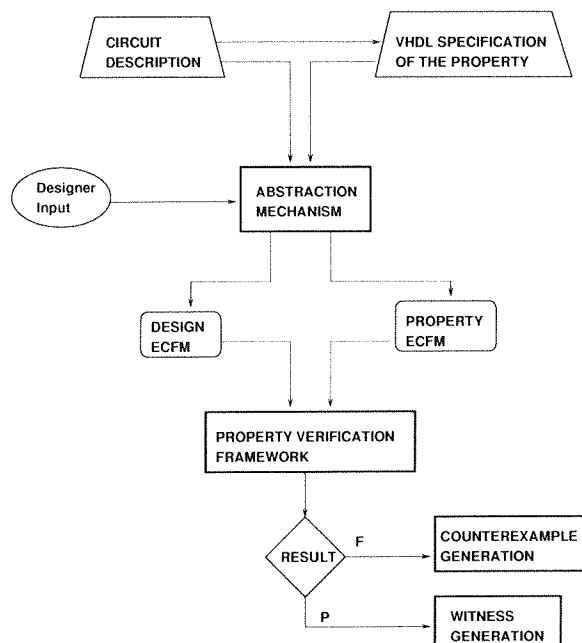 CIRCUIT
DESCRIPTION
VHDL SPECIFICATION
OF THE PROPERTY
Designer
Input
ABSTRACTION
MECHANISM
DESIGN
ECFM
PROPERTY
ECFM
PROPERTY VERIFICATION
FRAMEWORK
RESULT
F
COUNTEREXAMPLE
GENERATION
P
WITNESS
GENERATION